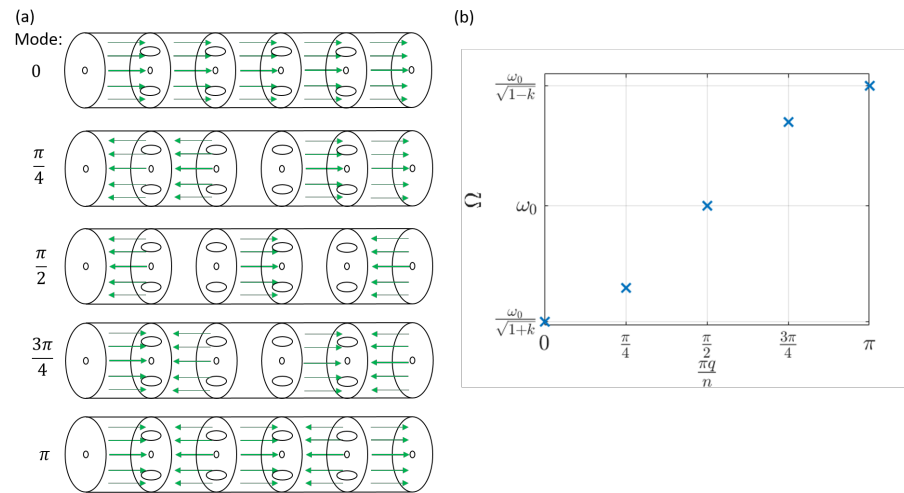 (a)
Mode:
0
π/4
π/2
3π/4
π
(b)
ω₀/√(1−k)
Ω
ω₀
ω₀/√(1+k)
0 π/4 π/2 3π/4 π
πq/n